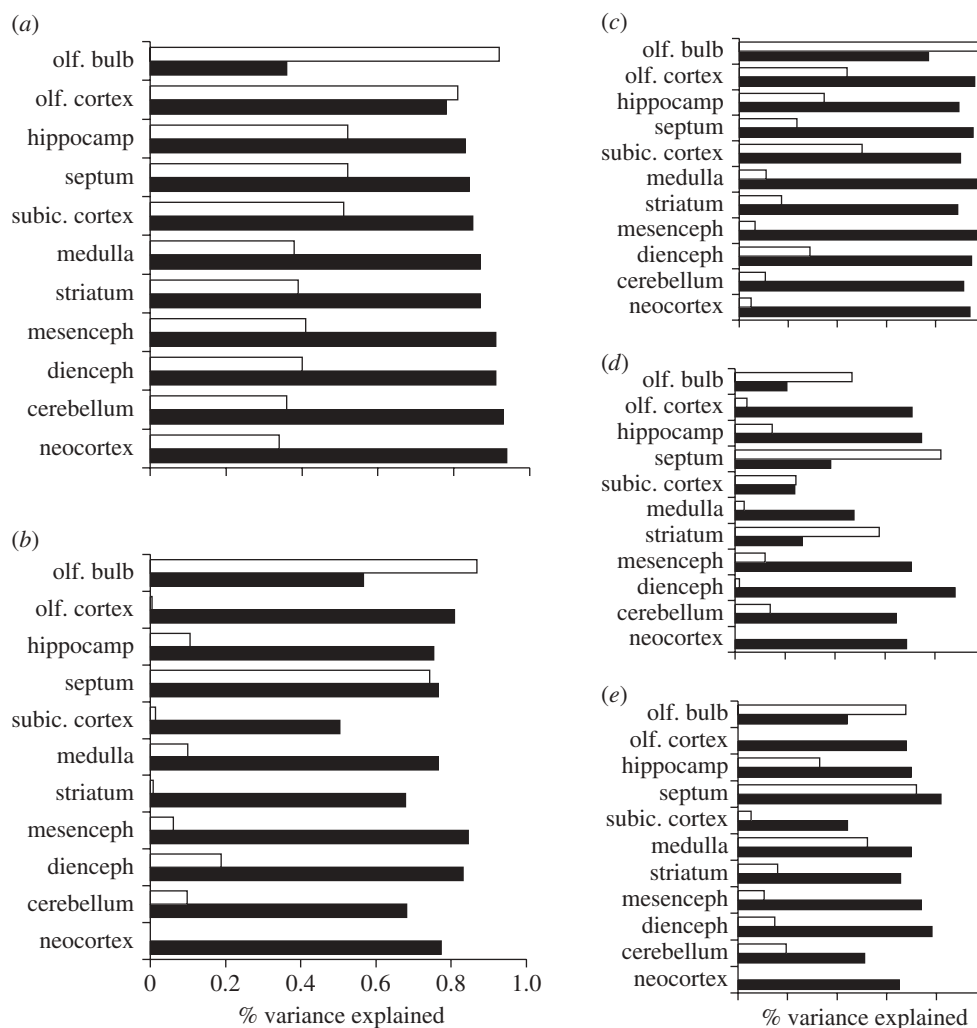 (a)
olf. bulb
olf. cortex
hippocamp
septum
subic. cortex
medulla
striatum
mesenceph
dienceph
cerebellum
neocortex
(b)
olf. bulb
olf. cortex
hippocamp
septum
subic. cortex
medulla
striatum
mesenceph
dienceph
cerebellum
neocortex
0 0.2 0.4 0.6 0.8 1.0
% variance explained
(c)
olf. bulb
olf. cortex
hippocamp
septum
subic. cortex
medulla
striatum
mesenceph
dienceph
cerebellum
neocortex
(d)
olf. bulb
olf. cortex
hippocamp
septum
subic. cortex
medulla
striatum
mesenceph
dienceph
cerebellum
neocortex
(e)
olf. bulb
olf. cortex
hippocamp
septum
subic. cortex
medulla
striatum
mesenceph
dienceph
cerebellum
neocortex
% variance explained